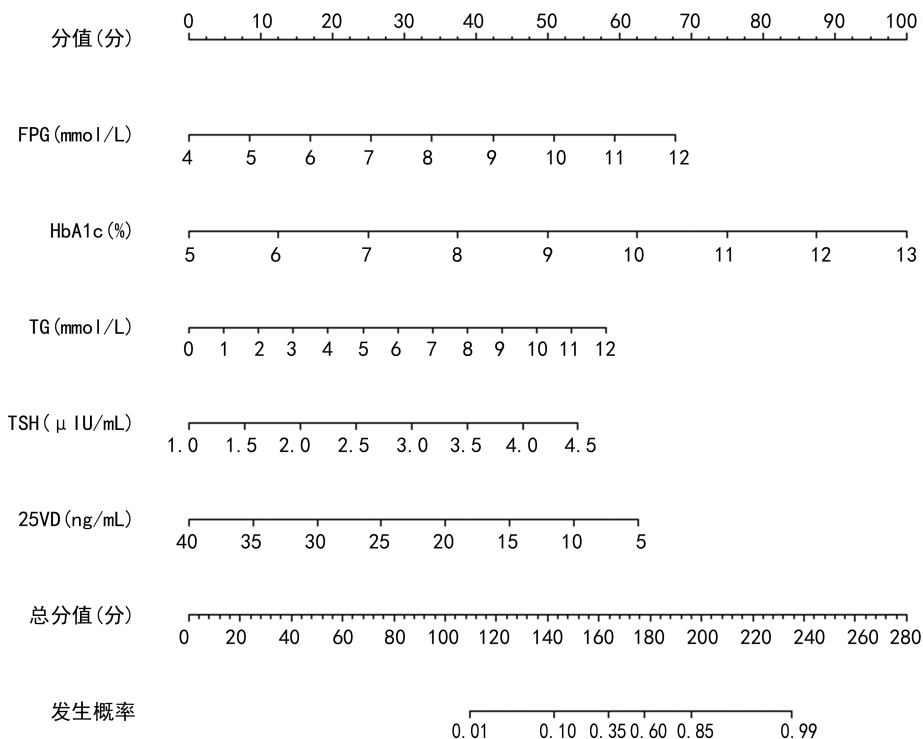 分值(分) 0 10 20 30 40 50 60 70 80 90 100
FPG(mmol/L) 4 5 6 7 8 9 10 11 12
HbA1c(%) 5 6 7 8 9 10 11 12 13
TG(mmol/L) 0 1 2 3 4 5 6 7 8 9 10 11 12
TSH(μIU/mL) 1.0 1.5 2.0 2.5 3.0 3.5 4.0 4.5
25VD(ng/mL) 40 35 30 25 20 15 10 5
总分值(分) 0 20 40 60 80 100 120 140 160 180 200 220 240 260 280
发生概率 0.01 0.10 0.35 0.60 0.85 0.99